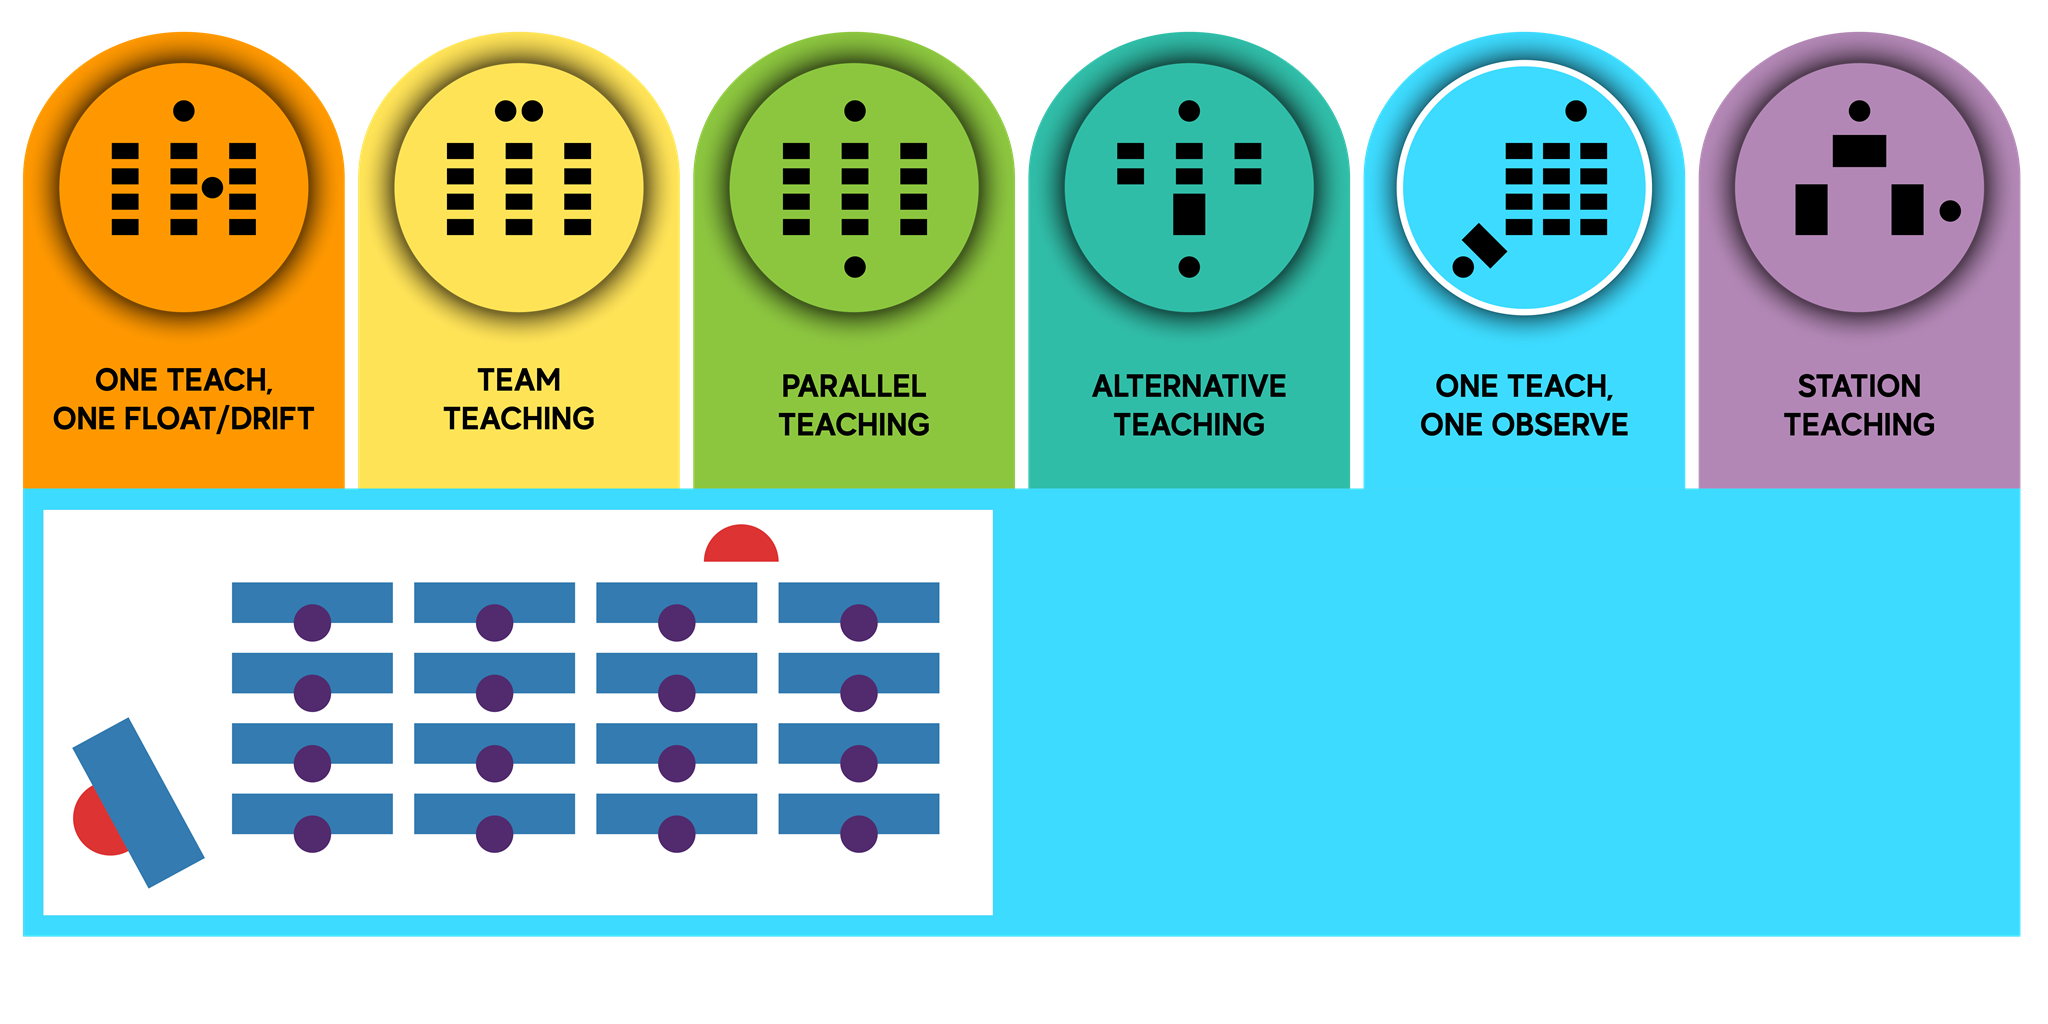 ONE TEACH,
ONE FLOAT/DRIFT
TEAM
TEACHING
PARALLEL
TEACHING
ALTERNATIVE
TEACHING
ONE TEACH,
ONE OBSERVE
STATION
TEACHING